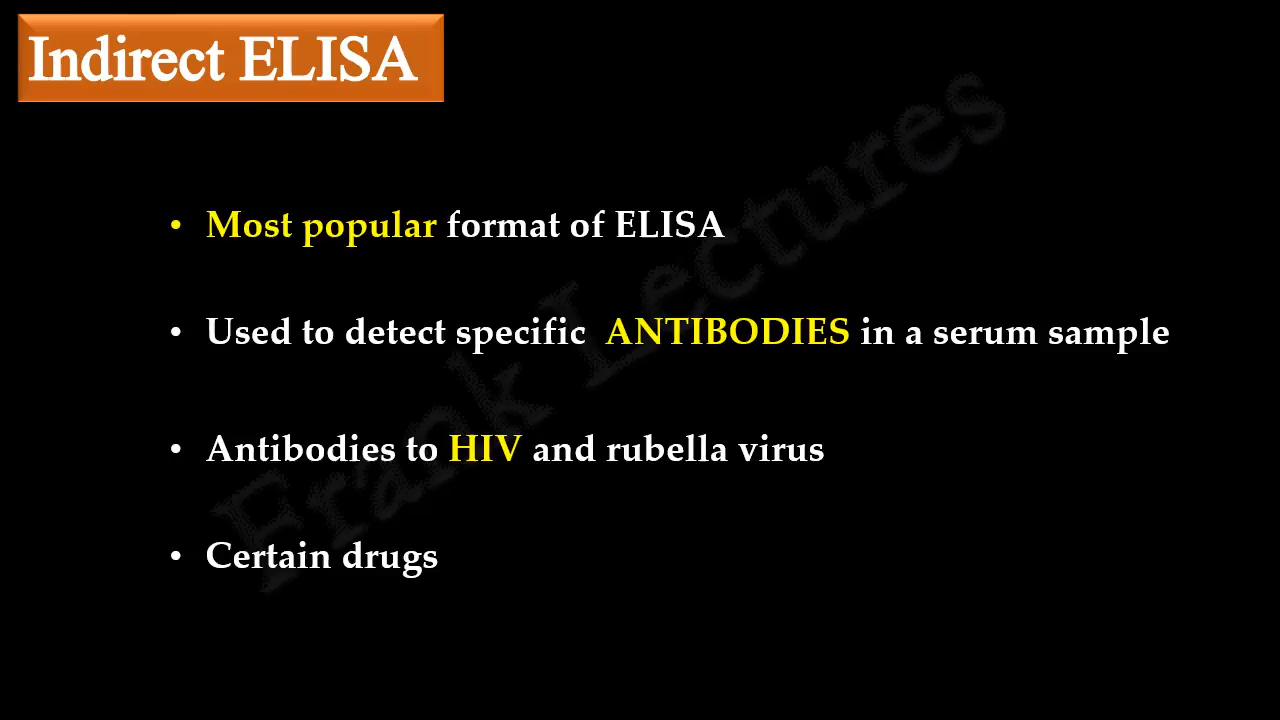 Indirect ELISA
• Most popular format of ELISA
• Used to detect specific ANTIBODIES in a serum sample
• Antibodies to HIV and rubella virus
• Certain drugs
Frank Lectures